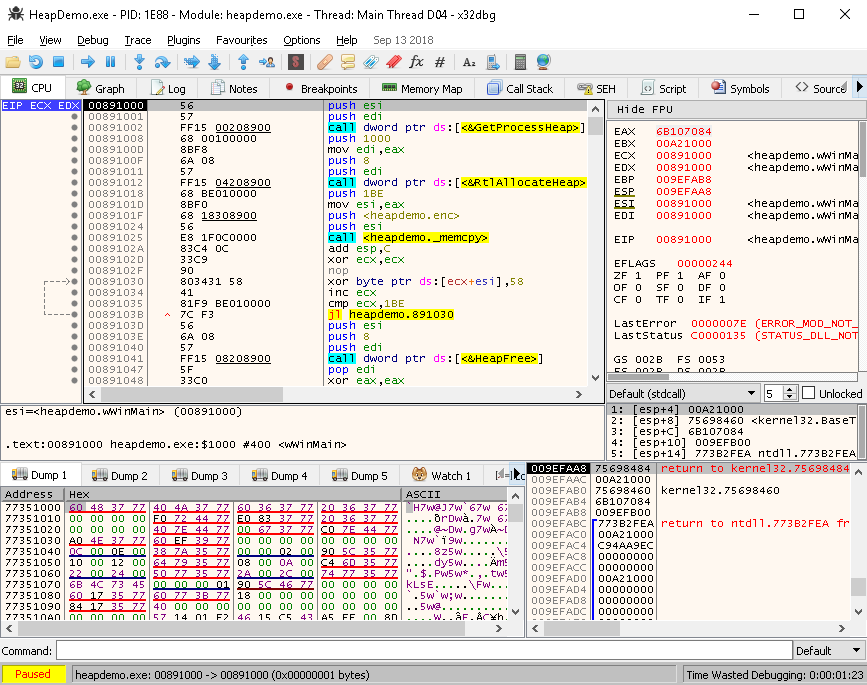 HeapDemo.exe - PID: 1E88 - Module: heapdemo.exe - Thread: Main Thread D04 - x32dbg
File View Debug Trace Plugins Favourites Options Help Sep 13 2018
CPU Graph Log Notes Breakpoints Memory Map Call Stack SEH Script Symbols Source
EIP ECX EDX
00891000 56 push esi
00891001 57 push edi
00891002 FF15 00208900 call dword ptr ds:[<&GetProcessHeap>]
00891008 68 00100000 push 1000
0089100D 8BF8 mov edi,eax
0089100F 6A 08 push 8
00891011 57 push edi
00891012 FF15 04208900 call dword ptr ds:[<&RtlAllocateHeap>
00891018 68 BE010000 push 1BE
0089101D 8BF0 mov esi,eax
0089101F 68 18308900 push <heapdemo.enc>
00891024 56 push esi
00891025 E8 1F0C0000 call <heapdemo._memcpy>
0089102A 83C4 0C add esp,C
0089102D 33C9 xor ecx,ecx
0089102F 90 nop
00891030 803431 58 xor byte ptr ds:[ecx+esi],58
00891034 41 inc ecx
00891035 81F9 BE010000 cmp ecx,1BE
0089103B 7C F3 jl heapdemo.891030
0089103D 56 push esi
0089103E 6A 08 push 8
00891040 57 push edi
00891041 FF15 08208900 call dword ptr ds:[<&HeapFree>]
00891047 5F pop edi
00891048 33C0 xor eax,eax
Hide FPU
EAX 6B107084
EBX 00A21000
ECX 00891000 <heapdemo.wWinMa
EDX 00891000 <heapdemo.wWinMa
EBP 009EFAB8
ESP 009EFAA8
ESI 00891000 <heapdemo.wWinMa
EDI 00891000 <heapdemo.wWinMa
EIP 00891000 <heapdemo.wWinMa
EFLAGS 00000244
ZF 1 PF 1 AF 0
OF 0 SF 0 DF 0
CF 0 TF 0 IF 1
LastError 0000007E (ERROR_MOD_NOT_
LastStatus C0000135 (STATUS_DLL_NOT
GS 002B FS 0053
Default (stdcall) 5 Unlocked
1: [esp+4] 00A21000
2: [esp+8] 75698460 <kernel32.BaseT
3: [esp+C] 6B107084
4: [esp+10] 009EFB00
5: [esp+14] 773B2FEA ntdll.773B2FEA
esi=<heapdemo.wWinMain> (00891000)
.text:00891000 heapdemo.exe:$1000 #400 <wWinMain>
Dump 1 Dump 2 Dump 3 Dump 4 Dump 5 Watch 1
Address Hex ASCII
77351000 60 48 37 77 40 4A 37 77 60 36 37 77 20 36 37 77
77351010 00 00 00 00 F0 72 44 77 E0 83 37 77 20 35 37 77
77351020 00 00 00 00 40 7E 44 77 00 67 37 77 C0 7E 44 77
77351030 A0 4E 37 77 60 EF 39 77 00 00 00 00 00 00 00 00
77351040 0C 00 0E 00 38 7A 35 77 00 00 02 00 90 5C 35 77
77351050 10 00 12 00 64 79 35 77 08 00 0A 00 C4 6D 35 77
77351060 22 00 24 00 50 77 35 77 2A 00 2C 00 74 77 35 77
77351070 6B 4C 73 45 00 00 00 01 90 5C 46 77 00 00 00 00
77351080 60 17 35 77 60 77 3B 77 18 00 00 00 00 00 00 00
77351090 84 17 35 77 40 00 00 00 00 00 00 00 00 00 00 00
009EFAA8 75698484 return to kernel32.75698484
009EFAAC 00A21000
009EFAB0 75698460 kernel32.75698460
009EFAB4 6B107084
009EFAB8 009EFB00
009EFABC 773B2FEA return to ntdll.773B2FEA fr
009EFAC0 00A21000
009EFAC4 C94AA9EC
009EFAC8 00000000
009EFACC 00000000
009EFAD0 00A21000
009EFAD4 00000000
009EFAD8 00000000
009EFADC 00000000
Command: Default
Paused heapdemo.exe: 00891000 -> 00891000 (0x00000001 bytes) Time Wasted Debugging: 0:00:01:23